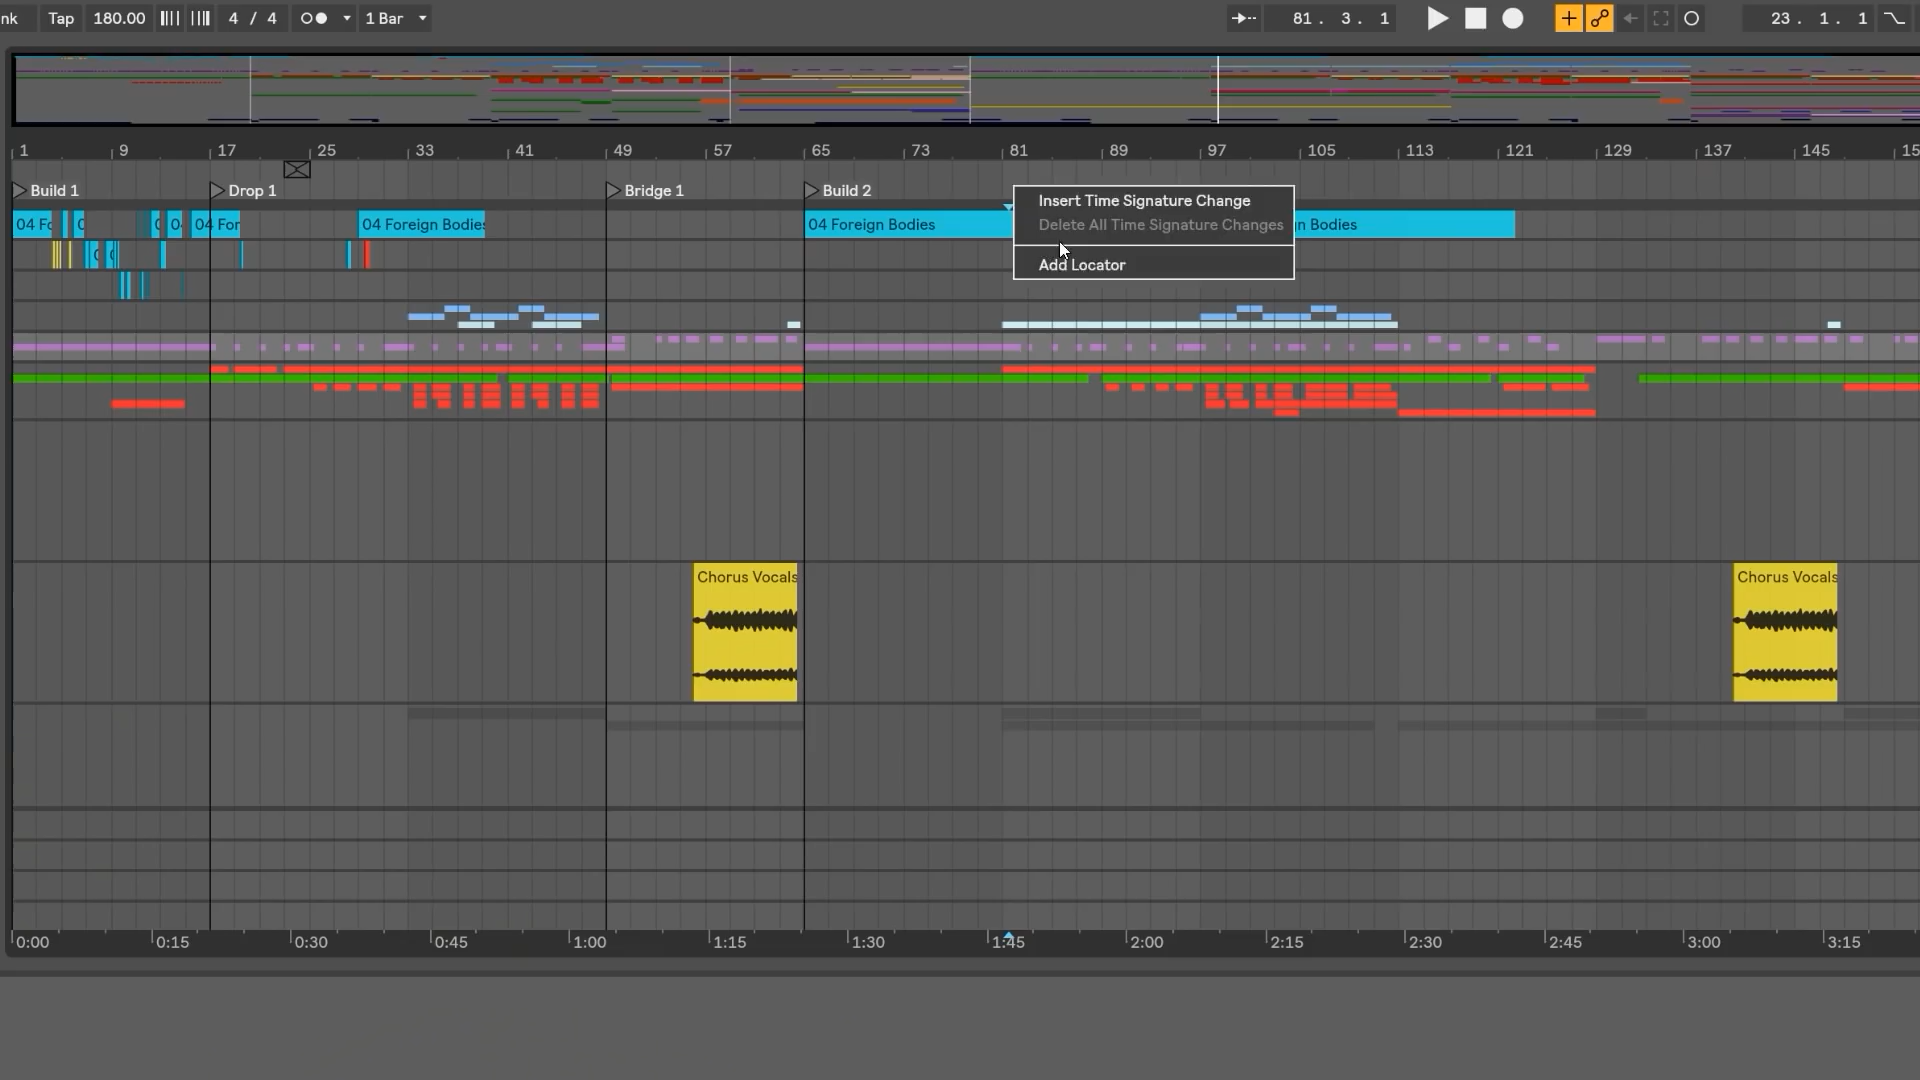 nk Tap 180.00 4 / 4 1 Bar 81. 3. 1 23. 1. 1
1 9 17 25 33 41 49 57 65 73 81 89 97 105 113 121 129 137 145 15
Build 1 Drop 1 Bridge 1 Build 2
Insert Time Signature Change
Delete All Time Signature Changes
Add Locator
04 Fo 04 For 04 Foreign Bodies 04 Foreign Bodies n Bodies
Chorus Vocals Chorus Vocals
0:00 0:15 0:30 0:45 1:00 1:15 1:30 1:45 2:00 2:15 2:30 2:45 3:00 3:15